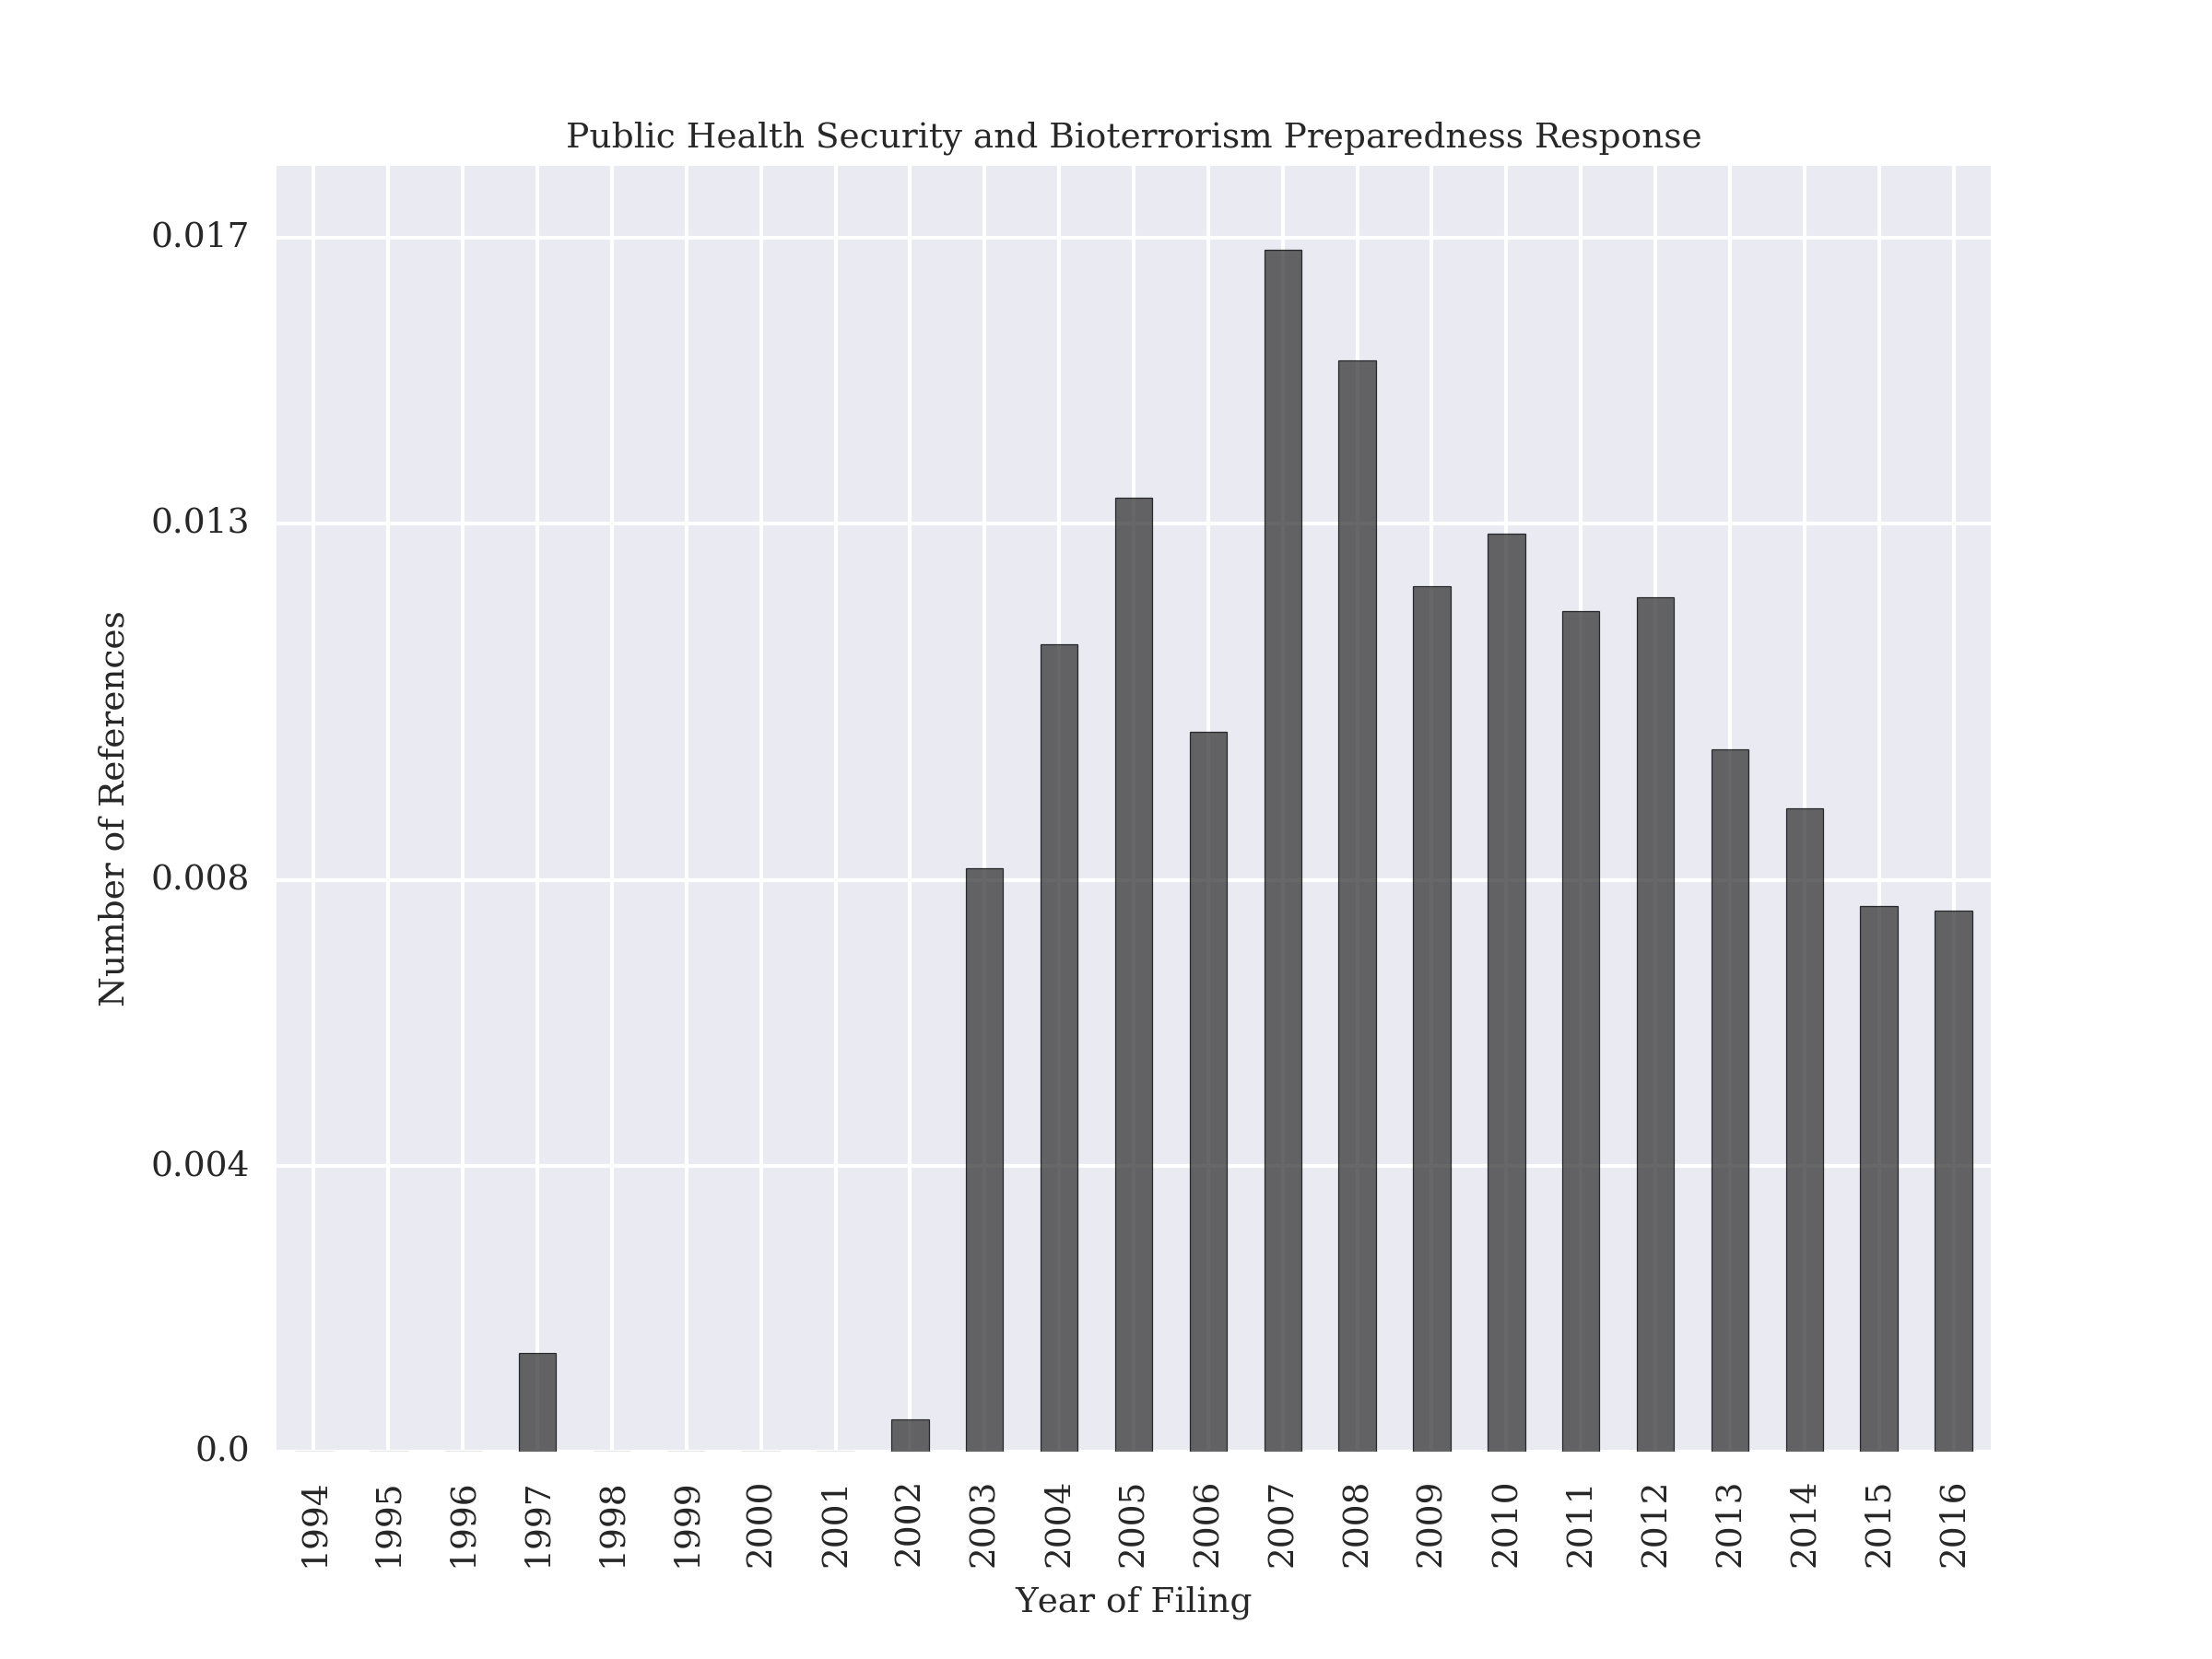 Public Health Security and Bioterrorism Preparedness Response
0.017
0.013
0.008
0.004
0.0
Number of References
1994 1995 1996 1997 1998 1999 2000 2001 2002 2003 2004 2005 2006 2007 2008 2009 2010 2011 2012 2013 2014 2015 2016
Year of Filing